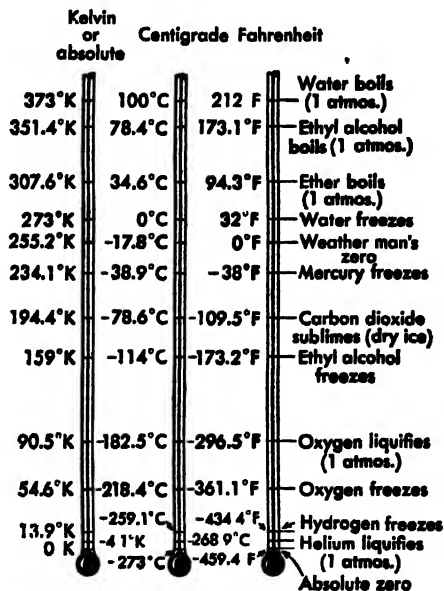 Kelvin
or
absolute
Centigrade Fahrenheit
373°K 100°C 212 F Water boils
(1 atmos.)
351.4°K 78.4°C 173.1°F Ethyl alcohol
boils (1 atmos.)
307.6°K 34.6°C 94.3°F Ether boils
(1 atmos.)
273°K 0°C 32°F Water freezes
255.2°K -17.8°C 0°F Weather man's
zero
234.1°K -38.9°C -38°F Mercury freezes
194.4°K -78.6°C -109.5°F Carbon dioxide
sublimes (dry ice)
159°K -114°C -173.2°F Ethyl alcohol
freezes
90.5°K -182.5°C -296.5°F Oxygen liquifies
(1 atmos.)
54.6°K -218.4°C -361.1°F Oxygen freezes
13.9°K -259.1°C -434 4°F Hydrogen freezes
-4 1°K -268 9°C Helium liquifies
(1 atmos.)
0 K -273°C -459.4 F Absolute zero